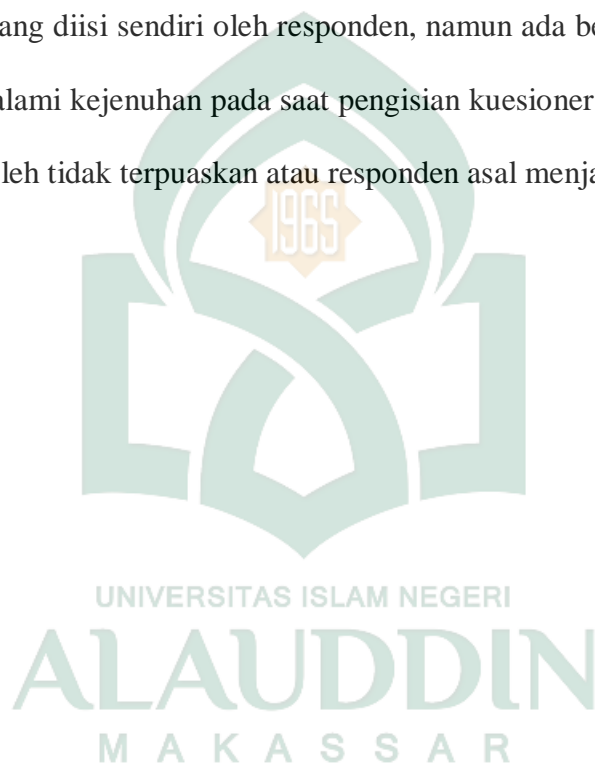 ang diisi sendiri oleh responden, namun ada be
alami kejenuhan pada saat pengisian kuesioner
leh tidak terpuaskan atau responden asal menja
1965
UNIVERSITAS ISLAM NEGERI
ALAUDDIN
MAKASSAR